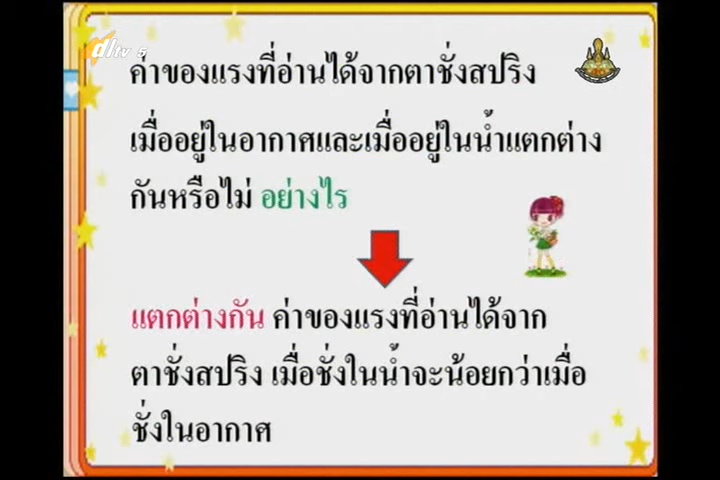 dltv 5
ค่าของแรงที่อ่านได้จากตาชั่งสปริง
เมื่ออยู่ในอากาศและเมื่ออยู่ในน้ำแตกต่าง
กันหรือไม่ อย่างไร
แตกต่างกัน ค่าของแรงที่อ่านได้จาก
ตาชั่งสปริง เมื่อชั่งในน้ำจะน้อยกว่าเมื่อ
ชั่งในอากาศ